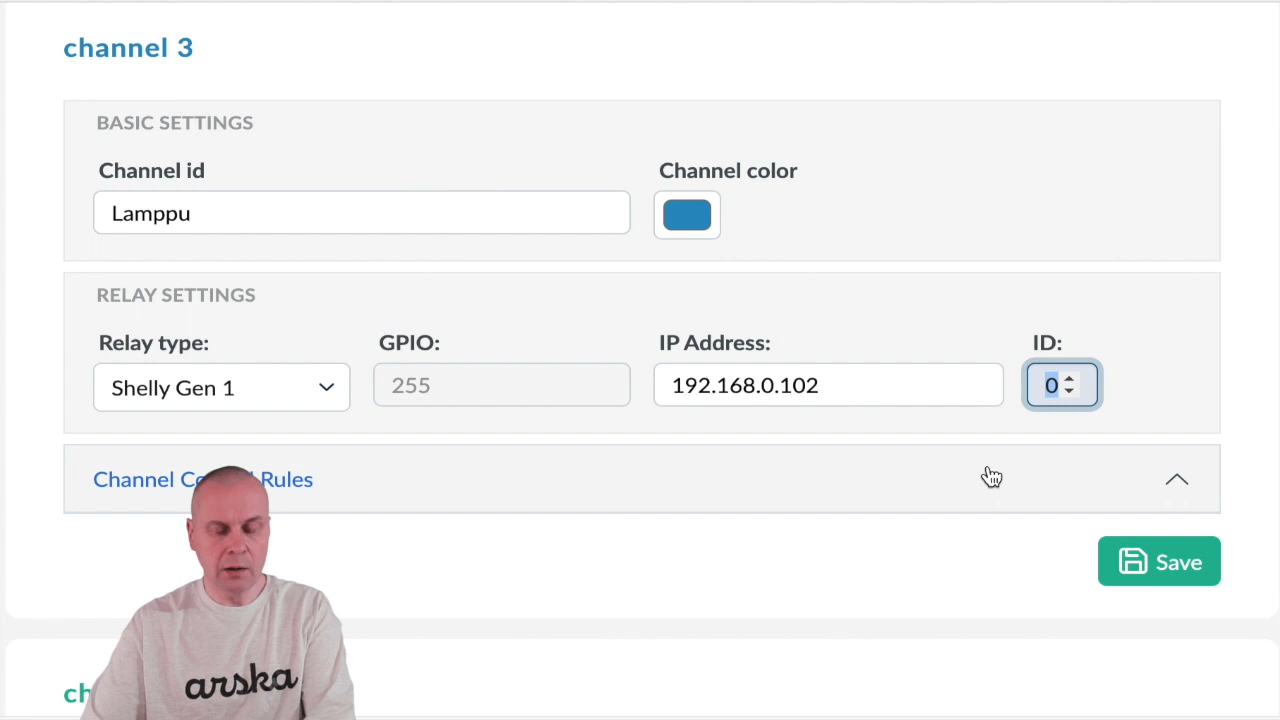 channel 3
BASIC SETTINGS
Channel id
Channel color
Lamppu
RELAY SETTINGS
Relay type:
GPIO:
IP Address:
ID:
Shelly Gen 1
255
192.168.0.102
0
Channel Rules
Save
arska